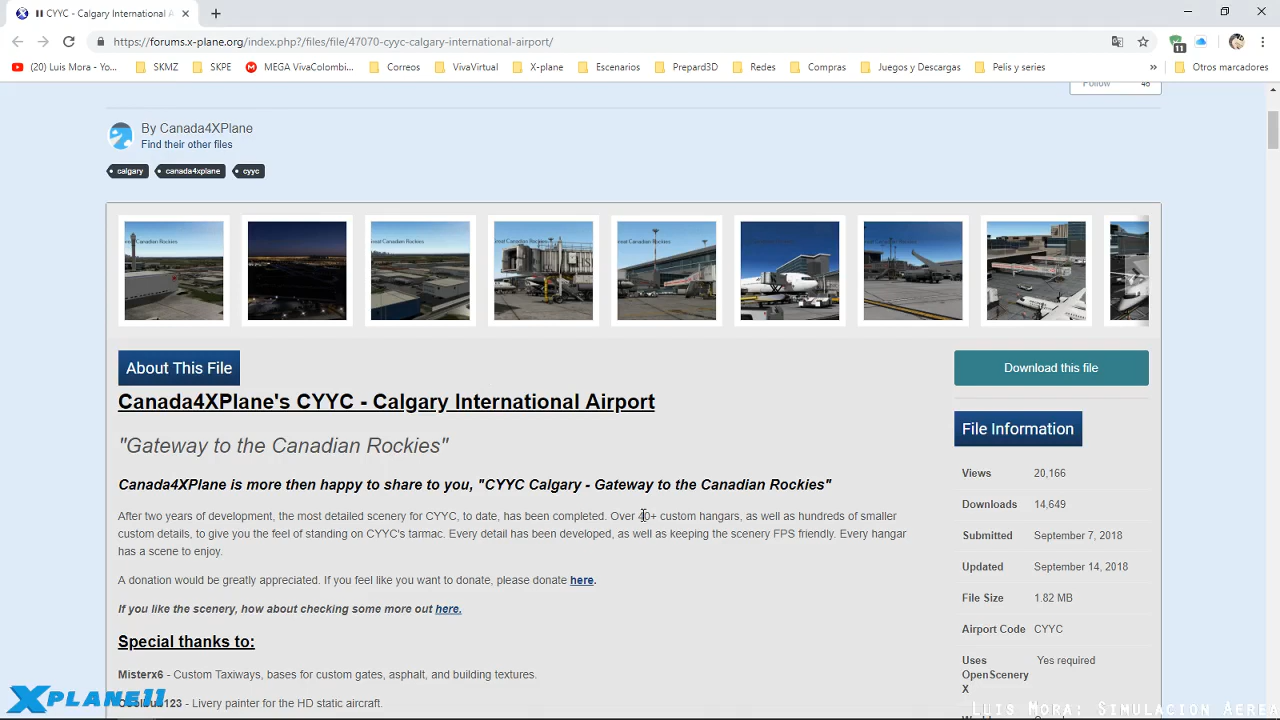 CYYC - Calgary International A
https://forums.x-plane.org/index.php?/files/file/47070-cyyc-calgary-international-airport/
11
(20) Luis Mora - Yo... SKMZ SKPE MEGA VivaColombi... Correos VivaVirtual X-plane Escenarios Prepard3D Redes Compras Juegos y Descargas Pelis y series » Otros marcadores
Follow 46
By Canada4XPlane
Find their other files
calgary canada4xplane cyyc
About This File
Download this file
Canada4XPlane's CYYC - Calgary International Airport
File Information
"Gateway to the Canadian Rockies"
Views 20,166
Canada4XPlane is more then happy to share to you, "CYYC Calgary - Gateway to the Canadian Rockies"
Downloads 14,649
After two years of development, the most detailed scenery for CYYC, to date, has been completed. Over 40+ custom hangars, as well as hundreds of smaller
custom details, to give you the feel of standing on CYYC's tarmac. Every detail has been developed, as well as keeping the scenery FPS friendly. Every hangar
has a scene to enjoy.
Submitted September 7, 2018
Updated September 14, 2018
A donation would be greatly appreciated. If you feel like you want to donate, please donate here.
File Size 1.82 MB
If you like the scenery, how about checking some more out here.
Airport Code CYYC
Special thanks to:
Uses Yes required
OpenScenery
X
Misterx6 - Custom Taxiways, bases for custom gates, asphalt, and building textures.
- Livery painter for the HD static aircraft.
XPLANE11
Luis Mora: Simulacion Aerea